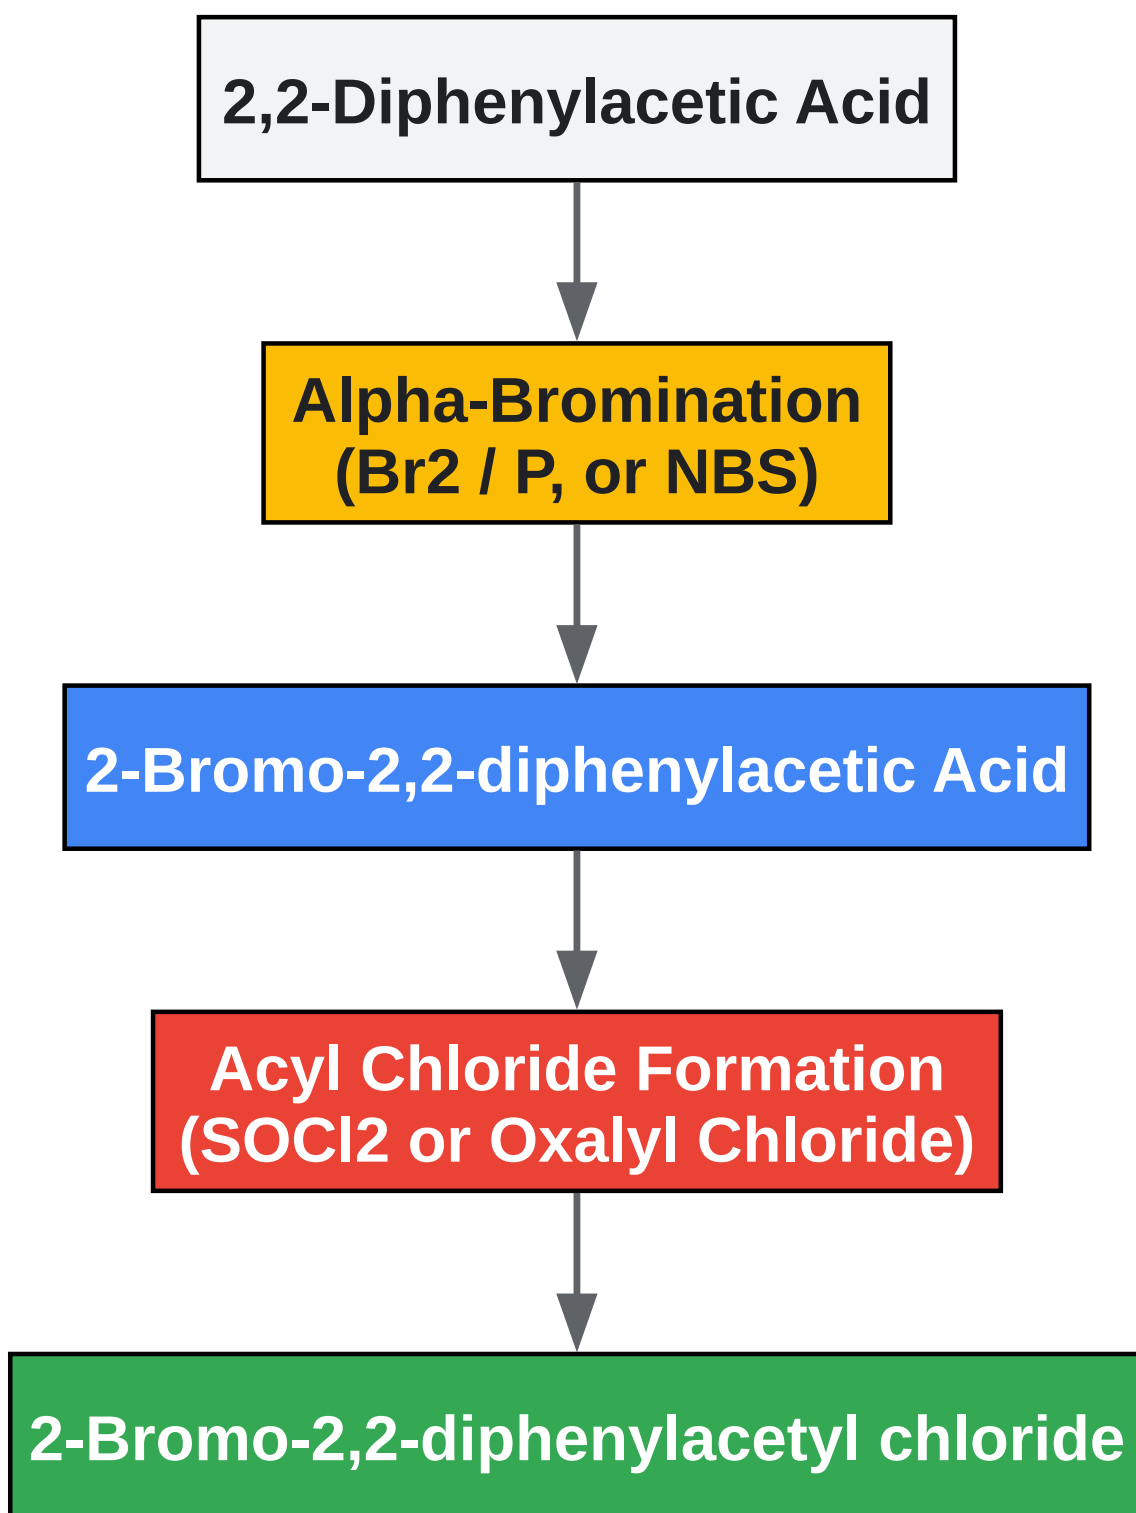 2,2-Diphenylacetic Acid
Alpha-Bromination
(Br2 / P, or NBS)
2-Bromo-2,2-diphenylacetic Acid
Acyl Chloride Formation
(SOCl2 or Oxalyl Chloride)
2-Bromo-2,2-diphenylacetyl chloride